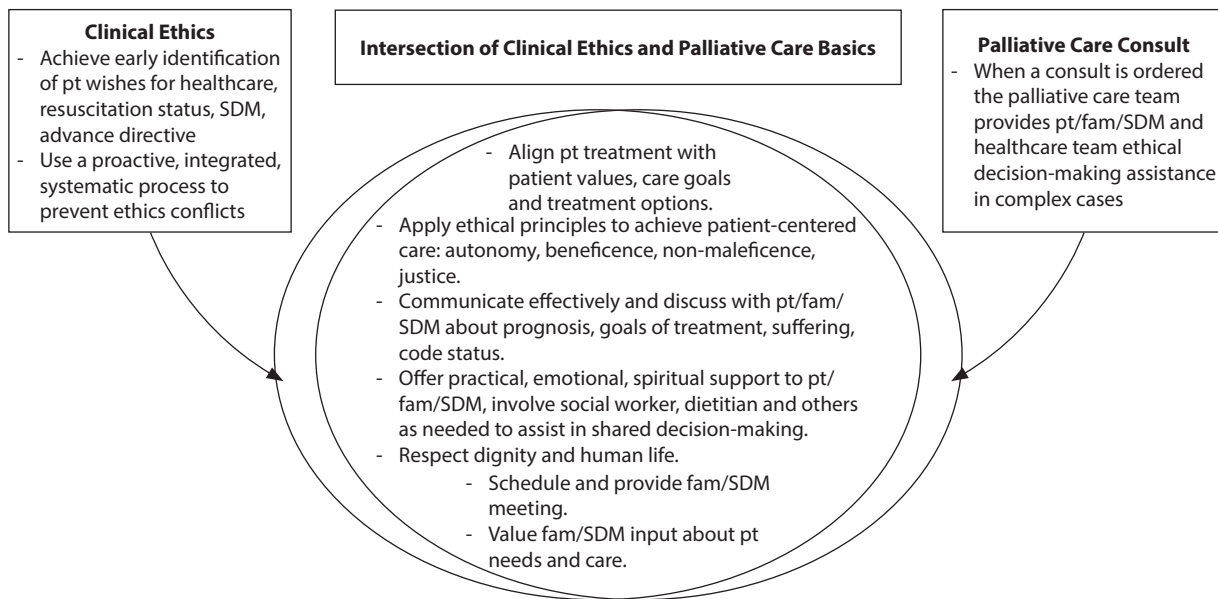 Clinical Ethics
- Achieve early identification
of pt wishes for healthcare,
resuscitation status, SDM,
advance directive
- Use a proactive, integrated,
systematic process to
prevent ethics conflicts
Intersection of Clinical Ethics and Palliative Care Basics
Palliative Care Consult
- When a consult is ordered
the palliative care team
provides pt/fam/SDM and
healthcare team ethical
decision-making assistance
in complex cases
- Align pt treatment with
patient values, care goals
and treatment options.
- Apply ethical principles to achieve patient-centered
care: autonomy, beneficence, non-maleficence,
justice.
- Communicate effectively and discuss with pt/fam/
SDM about prognosis, goals of treatment, suffering,
code status.
- Offer practical, emotional, spiritual support to pt/
fam/SDM, involve social worker, dietitian and others
as needed to assist in shared decision-making.
- Respect dignity and human life.
- Schedule and provide fam/SDM
meeting.
- Value fam/SDM input about pt
needs and care.